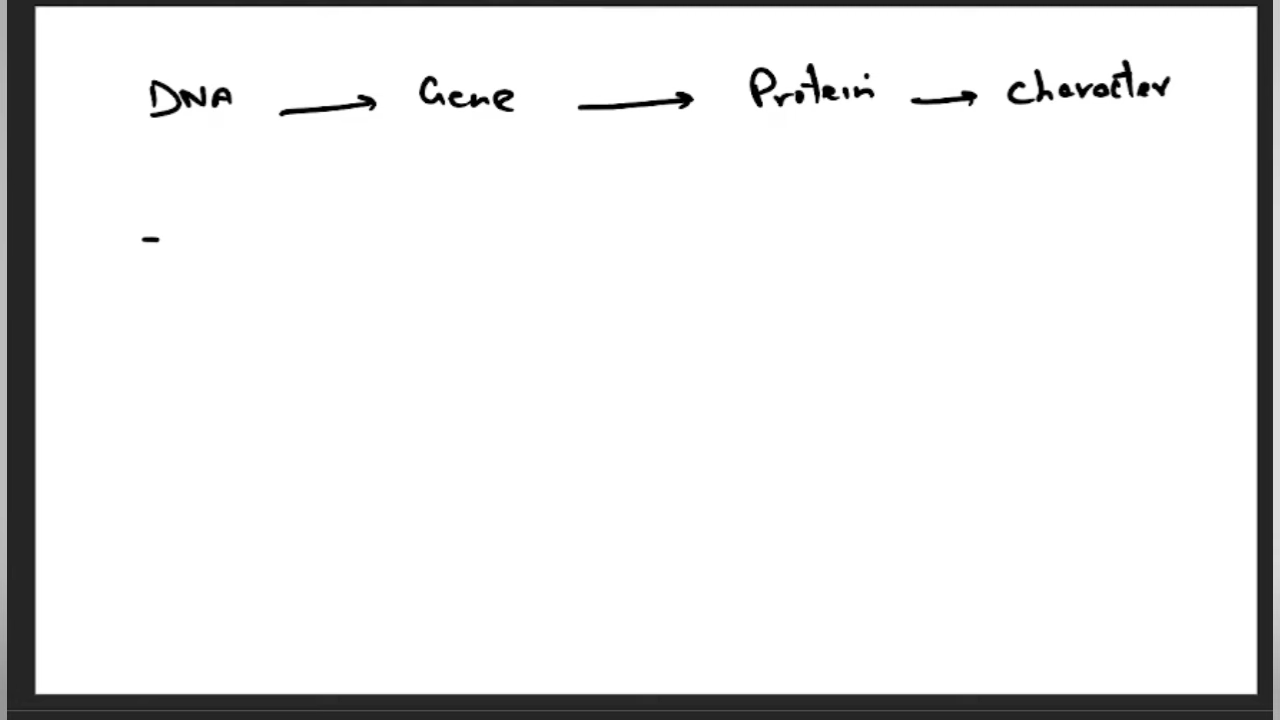 DNA → Gene → Protein → character
-